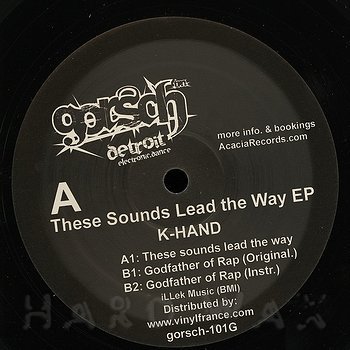 gorsch
iLLek
detroit
electronic.dance
more info. & bookings
AcaciaRecords.com
A
These Sounds Lead the Way EP
K-HAND
A1: These sounds lead the way
B1: Godfather of Rap (Original.)
B2: Godfather of Rap (Instr.)
iLLek Music (BMI)
Distributed by:
www.vinylfrance.com
gorsch-101G
HARDWAX